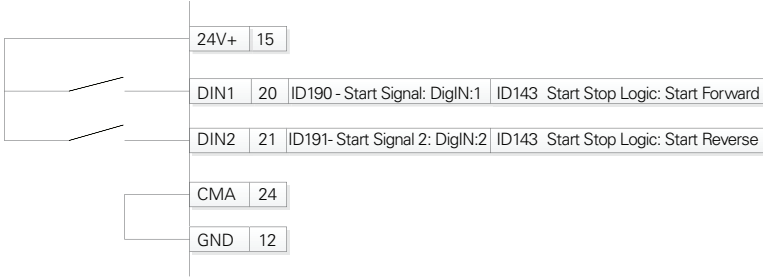 24V+ 15
DIN1 20 ID190 - Start Signal: DigIN:1 ID143 Start Stop Logic: Start Forward
DIN2 21 ID191- Start Signal 2: DigIN:2 ID143 Start Stop Logic: Start Reverse
CMA 24
GND 12